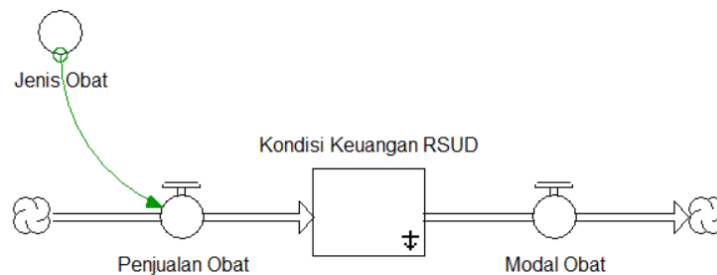 Jenis Obat
Kondisi Keuangan RSUD
Penjualan Obat
Modal Obat